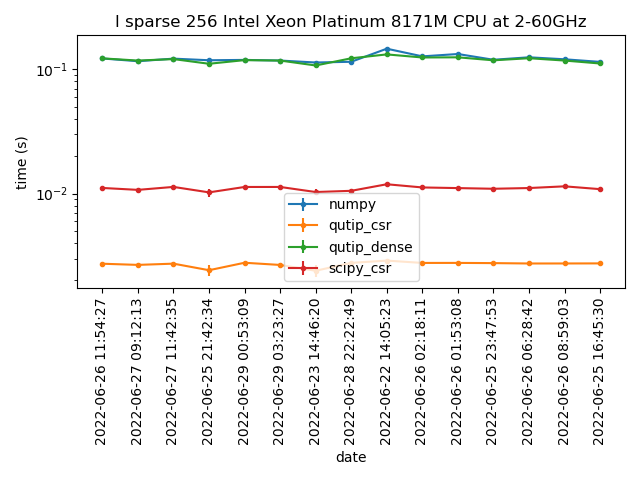 l sparse 256 Intel Xeon Platinum 8171M CPU at 2-60GHz
time (s)
10⁻¹
10⁻²
numpy
qutip_csr
qutip_dense
scipy_csr
2022-06-26 11:54:27
2022-06-27 09:12:13
2022-06-27 11:42:35
2022-06-25 21:42:34
2022-06-29 00:53:09
2022-06-29 03:23:27
2022-06-23 14:46:20
2022-06-28 22:22:49
2022-06-22 14:05:23
2022-06-26 02:18:11
2022-06-26 01:53:08
2022-06-25 23:47:53
2022-06-26 06:28:42
2022-06-26 08:59:03
2022-06-25 16:45:30
date